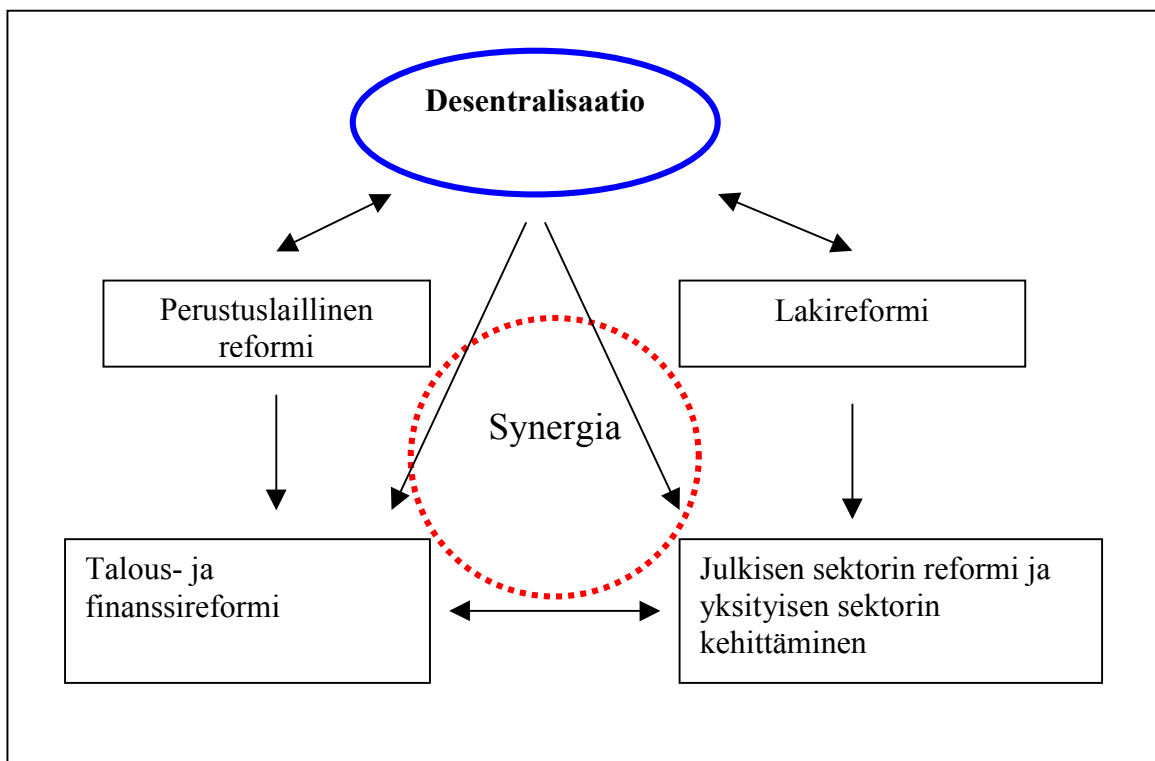 Desentralisaatio
Perustuslaillinen
reformi
Lakireformi
Synergia
Talous- ja
finanssireformi
Julkisen sektorin reformi ja
yksityisen sektorin
kehittäminen